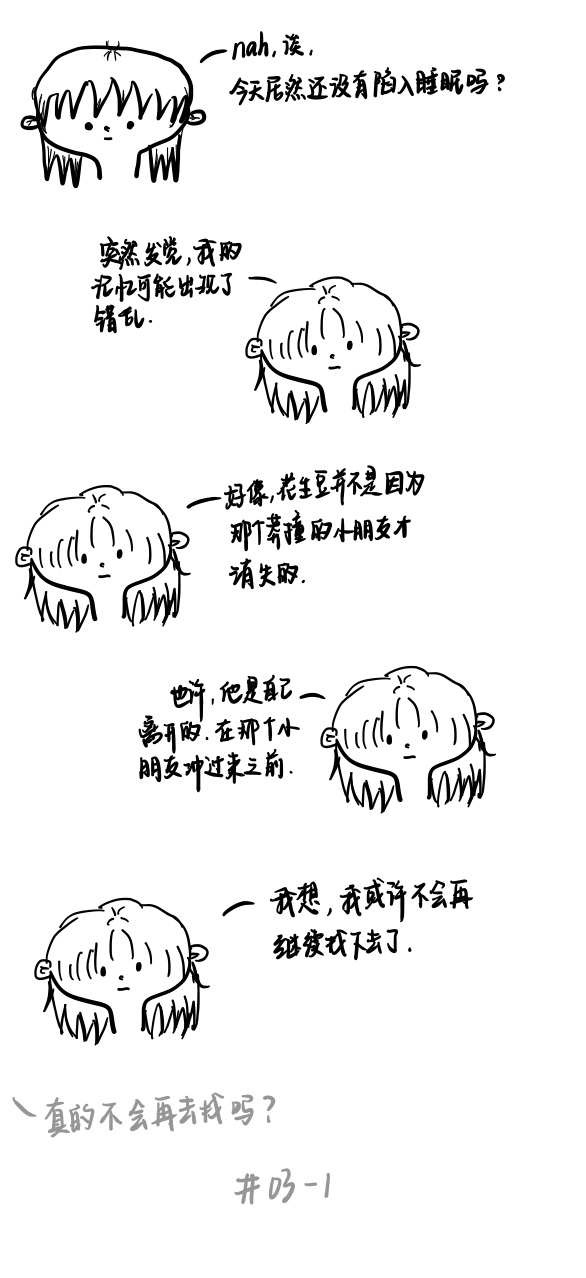 nah,诶,
今天居然还没有陷入睡眠吗?
突然发觉,我的
记忆可能出现了
错乱.
好像,花生豆并不是因为
那个莽撞的小朋友才
消失的.
也许,他是自己
离开的.在那个小
朋友冲过来之前.
我想,我或许不会再
继续找下去了.
真的不会再去找吗?
#03-1